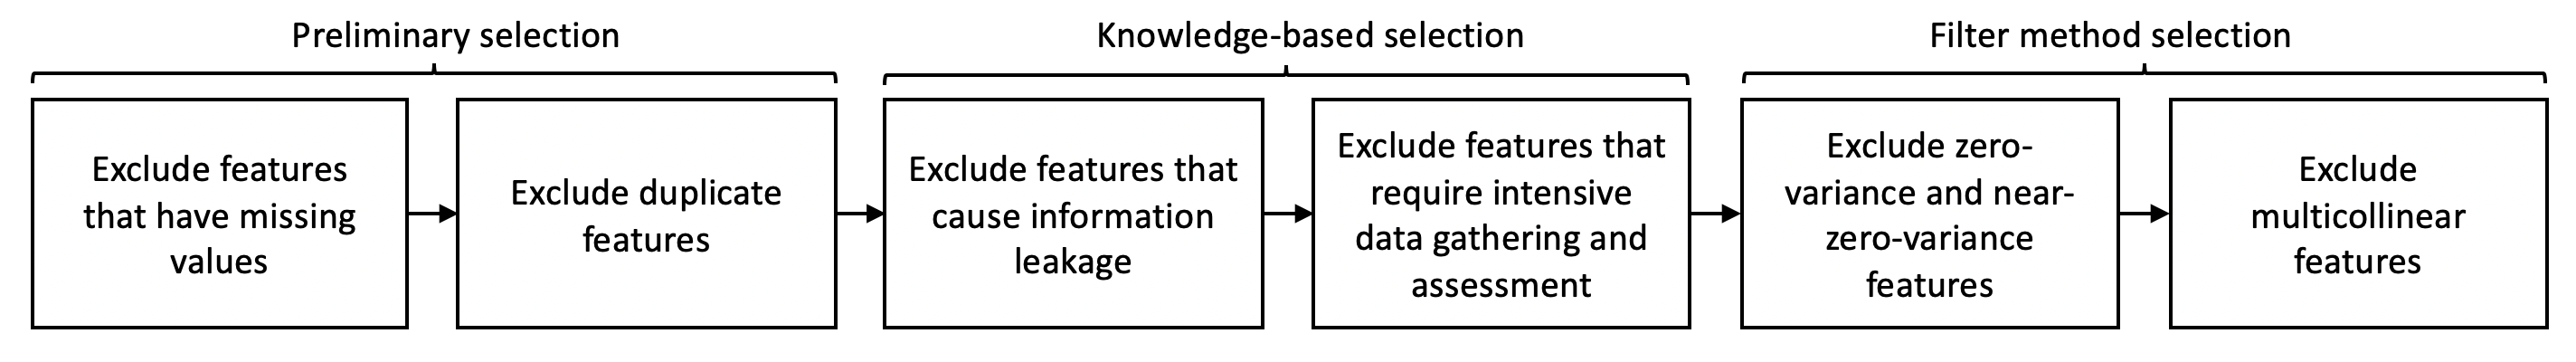 Preliminary selection
Knowledge-based selection
Filter method selection
Exclude features
that have missing
values
Exclude duplicate
features
Exclude features that
cause information
leakage
Exclude features that
require intensive
data gathering and
assessment
Exclude zero-
variance and near-
zero-variance
features
Exclude
multicollinear
features